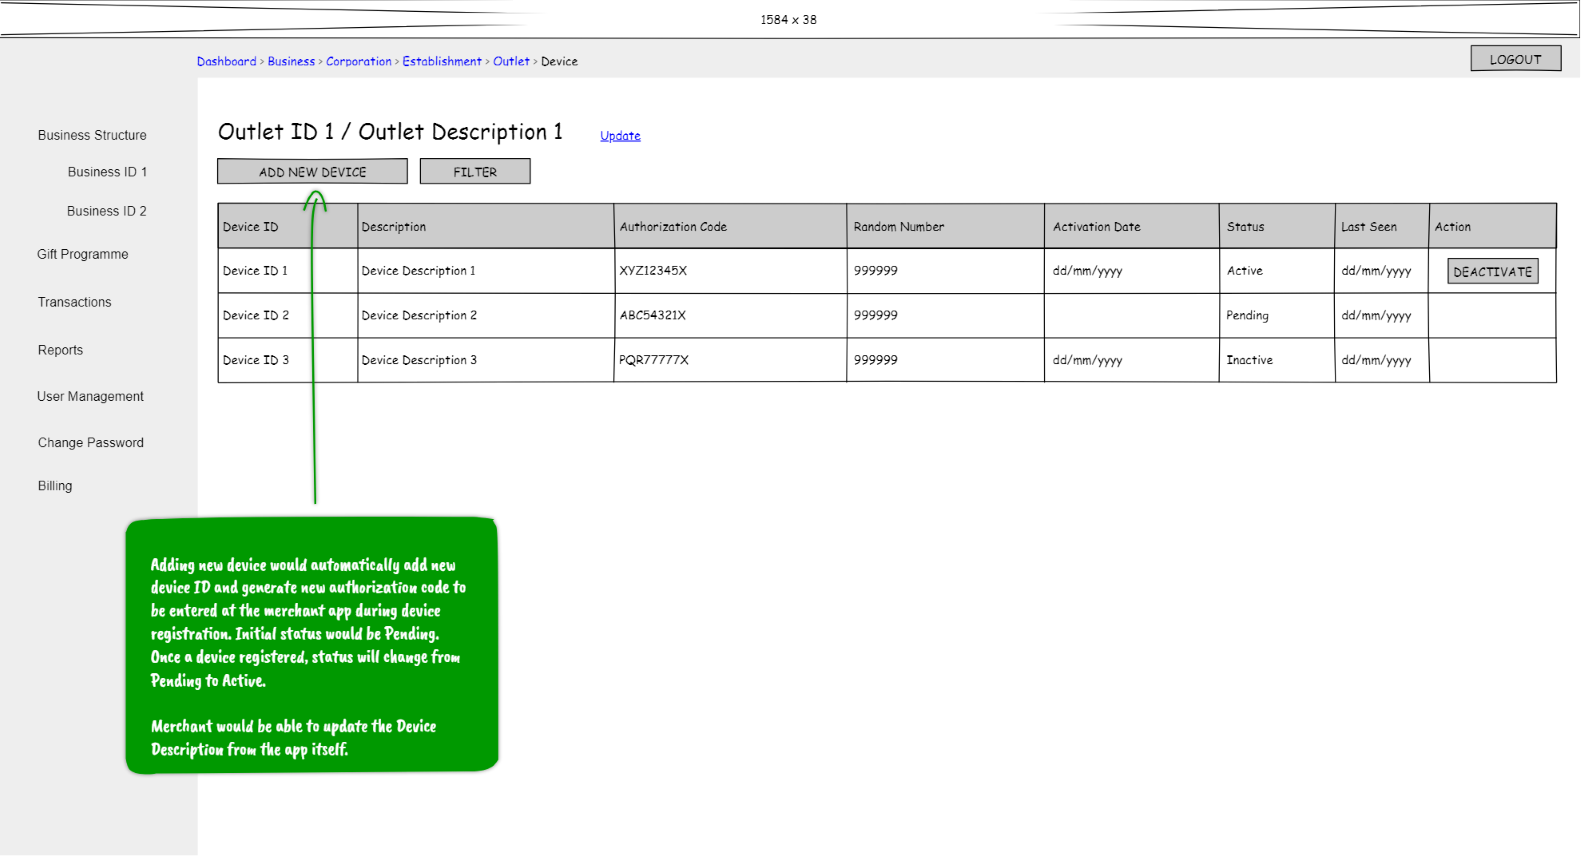 1584 x 38
Dashboard > Business > Corporation > Establishment > Outlet > Device
LOGOUT
Business Structure
Business ID 1
Business ID 2
Gift Programme
Transactions
Reports
User Management
Change Password
Billing
Outlet ID 1 / Outlet Description 1
Update
ADD NEW DEVICE
FILTER
Device ID Description Authorization Code Random Number Activation Date Status Last Seen Action
Device ID 1 Device Description 1 XYZ12345X 999999 dd/mm/yyyy Active dd/mm/yyyy DEACTIVATE
Device ID 2 Device Description 2 ABC54321X 999999 Pending dd/mm/yyyy
Device ID 3 Device Description 3 PQR77777X 999999 dd/mm/yyyy Inactive dd/mm/yyyy
Adding new device would automatically add new
device ID and generate new authorization code to
be entered at the merchant app during device
registration. Initial status would be Pending.
Once a device registered, status will change from
Pending to Active.
Merchant would be able to update the Device
Description from the app itself.